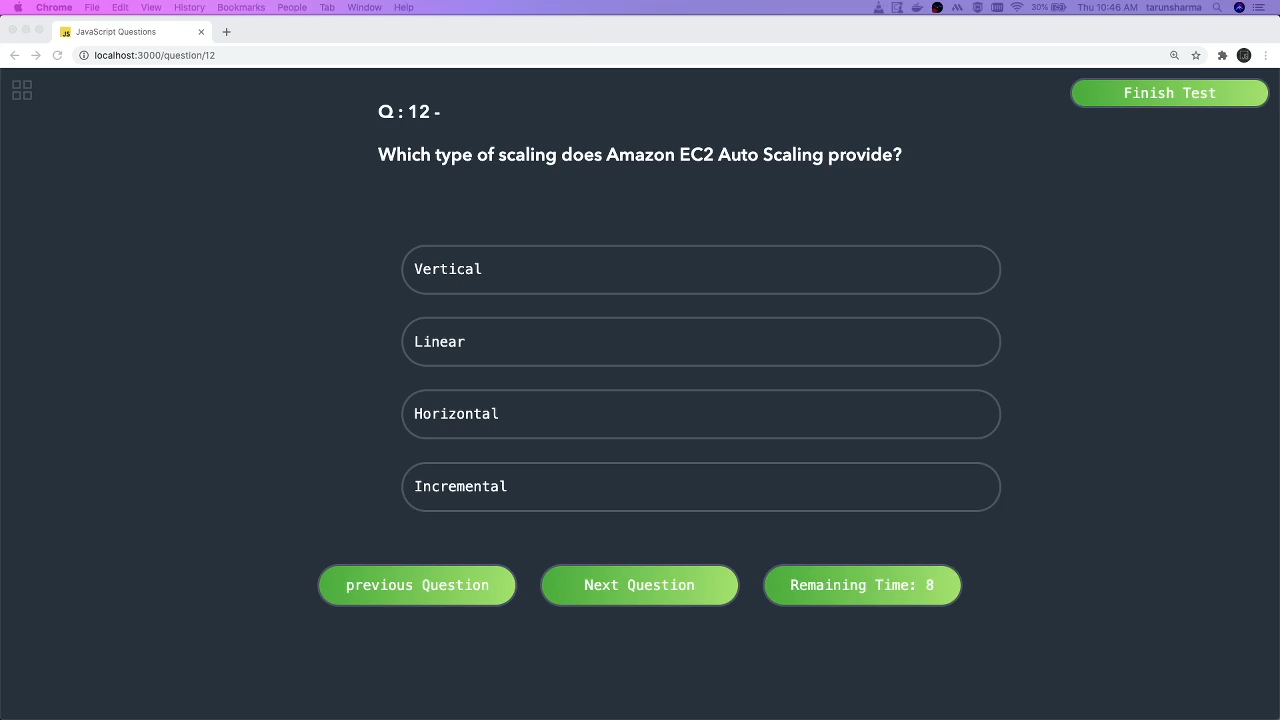 Chrome File Edit View History Bookmarks People Tab Window Help 30% Thu 10:46 AM tarunsharma
JS JavaScript Questions
localhost:3000/question/12
Finish Test
Q : 12 -
Which type of scaling does Amazon EC2 Auto Scaling provide?
Vertical
Linear
Horizontal
Incremental
previous Question Next Question Remaining Time: 8